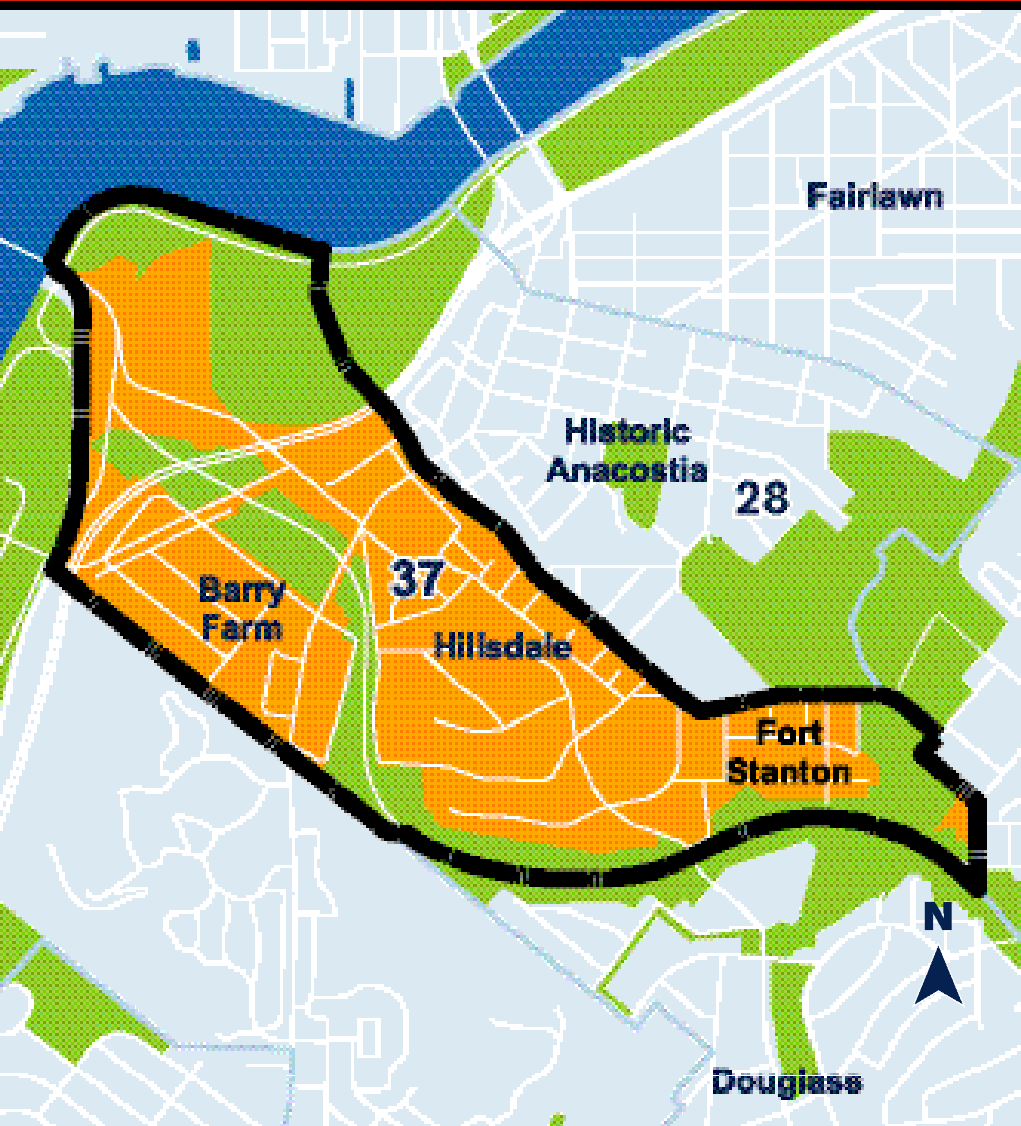 Fairlawn
Historic
Anacostia
28
37
Barry
Farm
Hillsdale
Fort
Stanton
N
Douglass